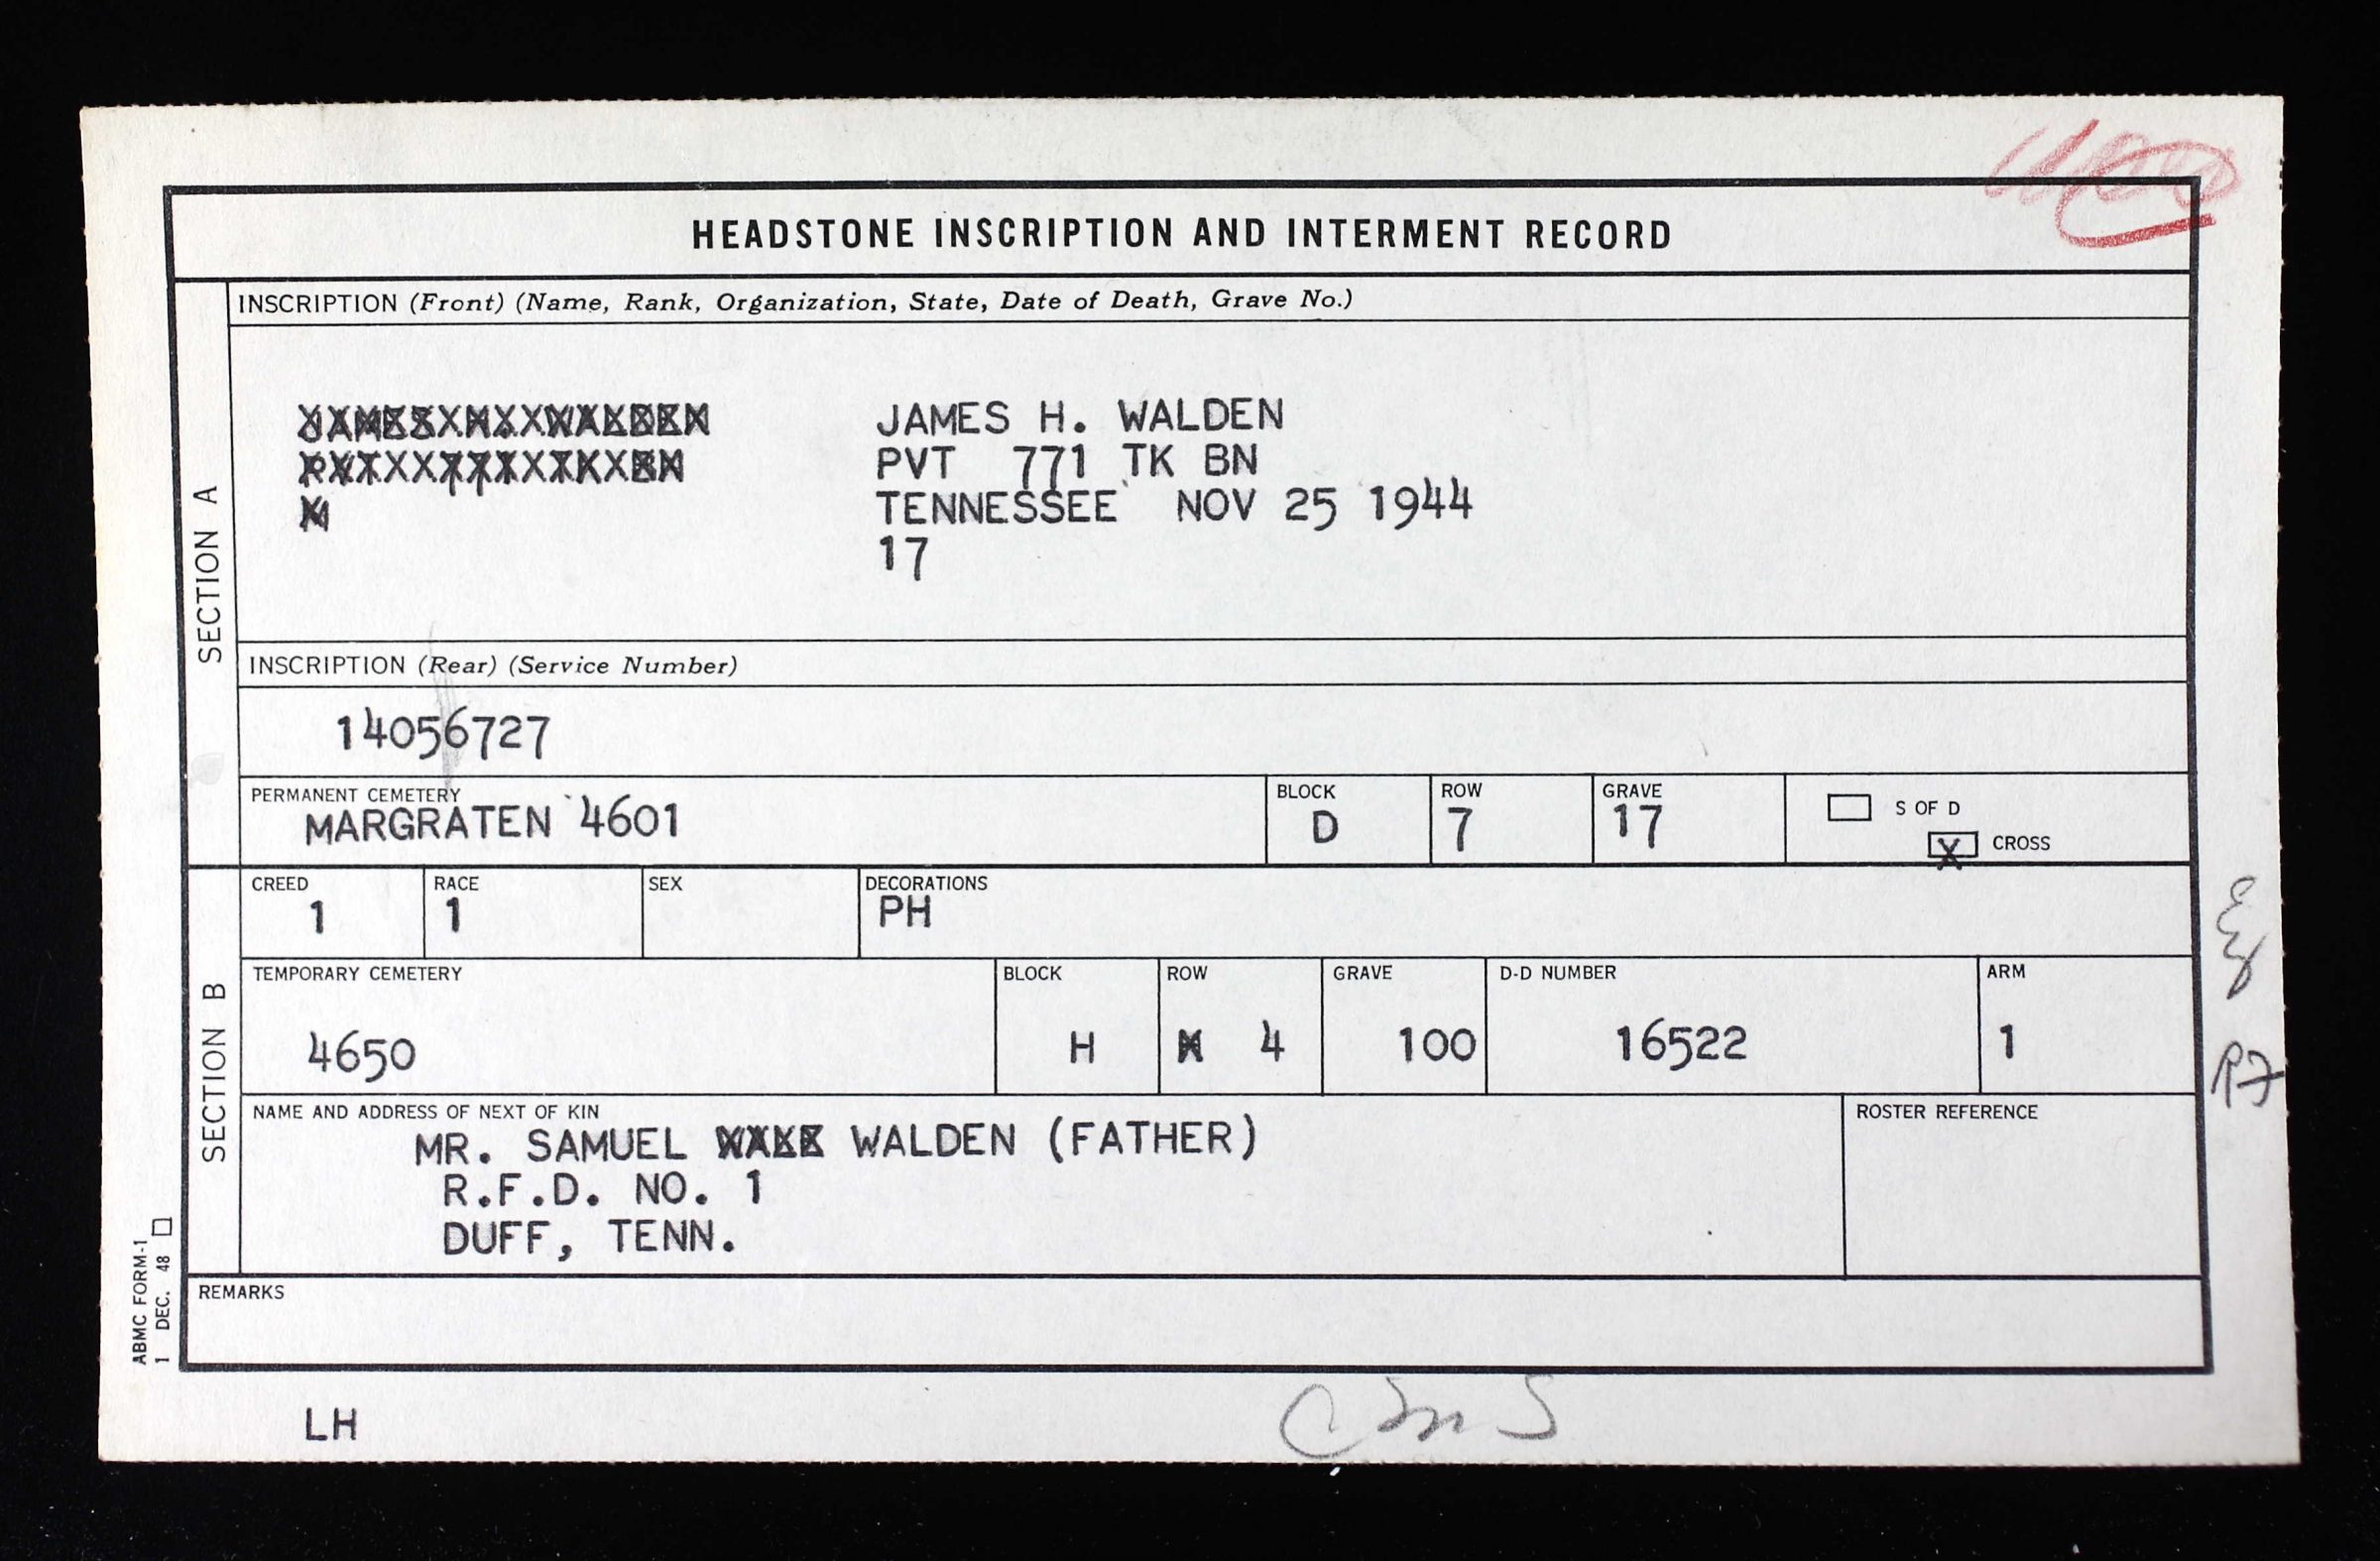 HEADSTONE INSCRIPTION AND INTERMENT RECORD
SECTION A
INSCRIPTION (Front) (Name, Rank, Organization, State, Date of Death, Grave No.)
JAMES H. WALDEN
PVT 771 TK BN
TENNESSEE NOV 25 1944
17
INSCRIPTION (Rear) (Service Number)
14056727
PERMANENT CEMETERY
MARGRATEN 4601
BLOCK
D
ROW
7
GRAVE
17
S OF D
X CROSS
SECTION B
CREED
1
RACE
1
SEX
DECORATIONS
PH
TEMPORARY CEMETERY
4650
BLOCK
H
ROW
4
GRAVE
100
D-D NUMBER
16522
ARM
1
NAME AND ADDRESS OF NEXT OF KIN
MR. SAMUEL WALDEN (FATHER)
R.F.D. NO. 1
DUFF, TENN.
ROSTER REFERENCE
REMARKS
ABMC FORM-1
1 DEC. 48
LH